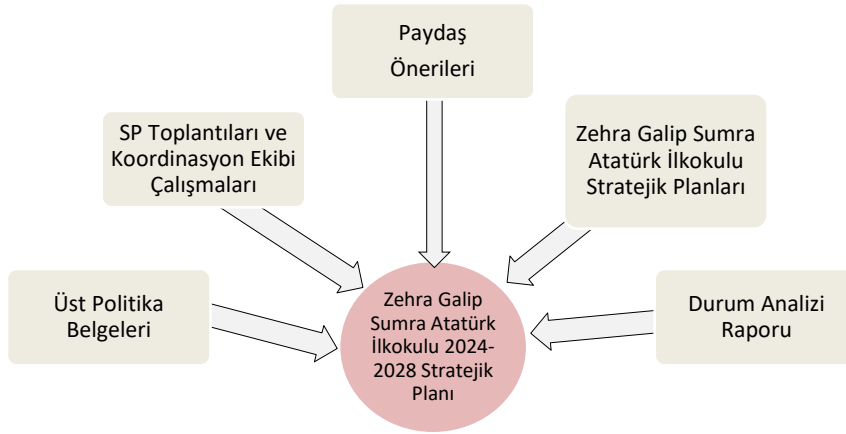 Paydaş
Önerileri
SP Toplantıları ve
Koordinasyon Ekibi
Çalışmaları
Zehra Galip Sumra
Atatürk İlkokulu
Stratejik Planları
Üst Politika
Belgeleri
Zehra Galip
Sumra Atatürk
İlkokulu 2024-
2028 Stratejik
Planı
Durum Analizi
Raporu